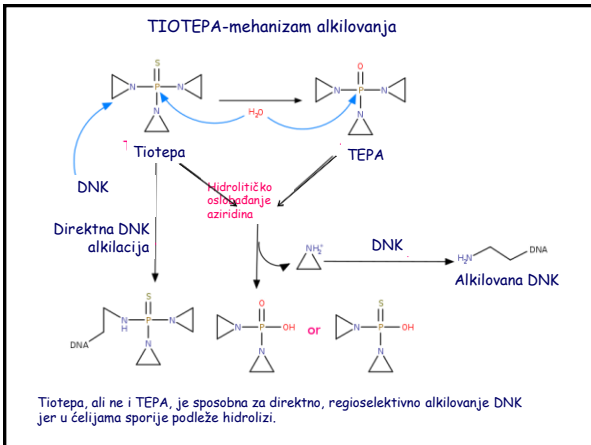 TIOTEPA-mehanizam alkilovanja
S
N P N
N
H₂O
O
N P N
N
Tiotepa
TEPA
DNK
Hidrolitičko
oslobađanje
aziridina
Direktna DNK
alkilacija
NH₂⁺
DNK
H₂N
DNA
Alkilovana DNK
S
N P N
H
N
DNA
O
N P OH
N
or
S
N P OH
N
Tiotepa, ali ne i TEPA, je sposobna za direktno, regioselektivno alkilovanje DNK
jer u ćelijama sporije podleže hidrolizi.